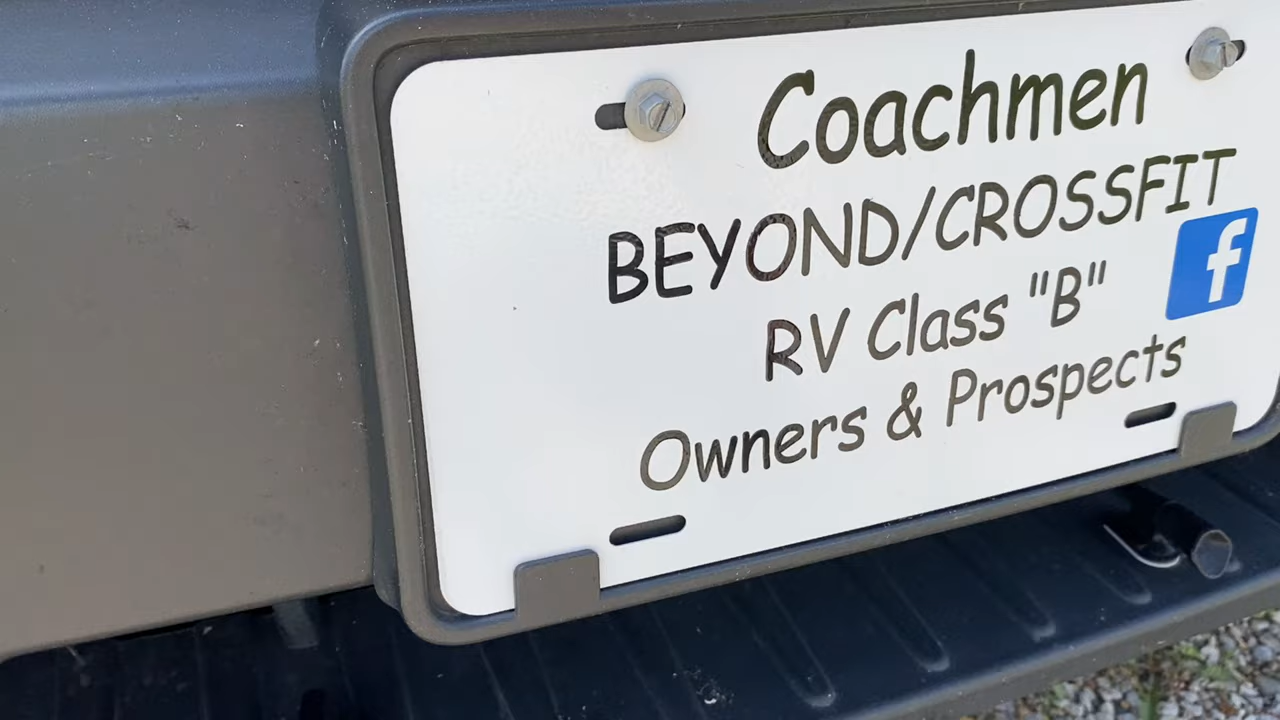 Coachmen
BEYOND/CROSSFIT
RV Class "B"
Owners & Prospects
f